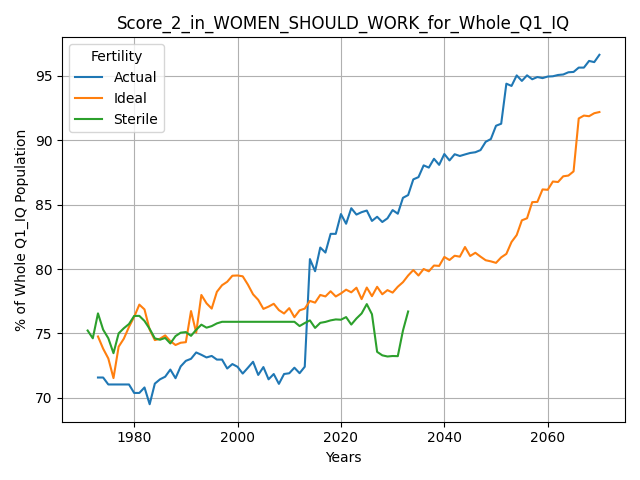 Score_2_in_WOMEN_SHOULD_WORK_for_Whole_Q1_IQ
Fertility
Actual
Ideal
Sterile
% of Whole Q1_IQ Population
95
90
85
80
75
70
1980
2000
2020
2040
2060
Years